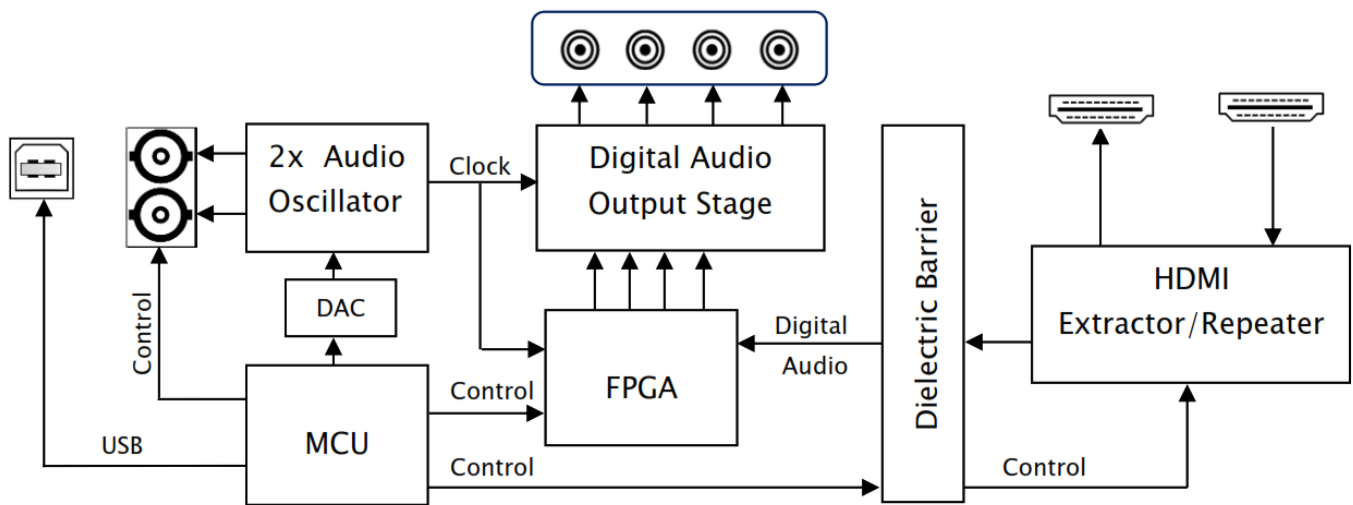 2x Audio
Oscillator
Clock
Digital Audio
Output Stage
Dielectric Barrier
HDMI
Extractor/Repeater
DAC
Control
Digital
Audio
FPGA
MCU
Control
USB
Control
Control